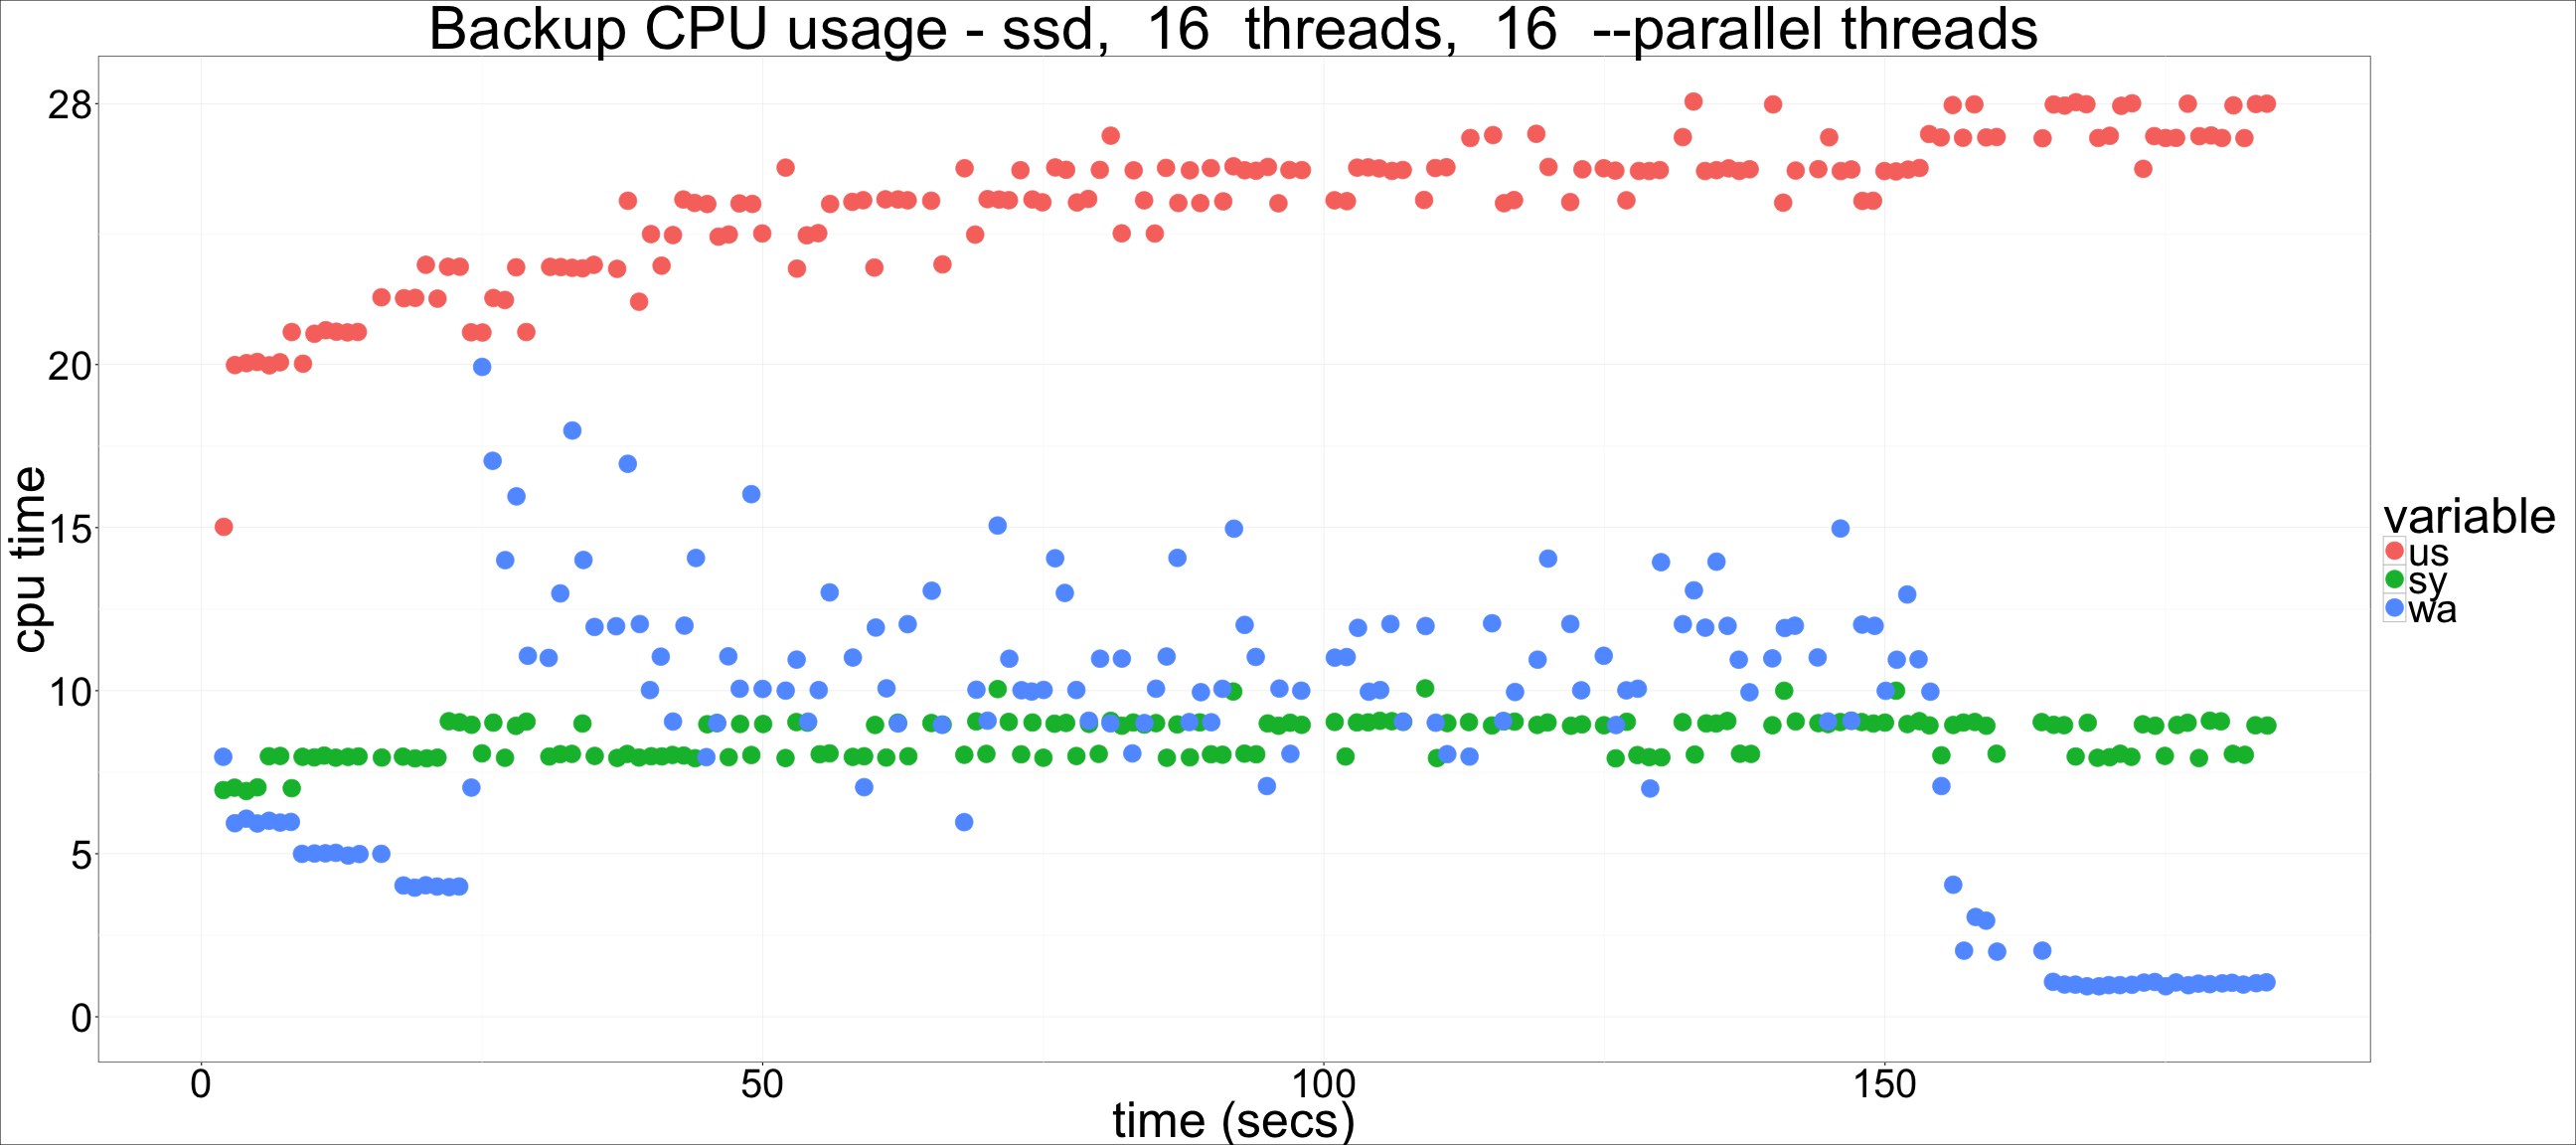 Backup CPU usage - ssd,  16  threads,  16  --parallel threads
cpu time
28
20
15
10
5
0
0 50 100 150
time (secs)
variable
us
sy
wa